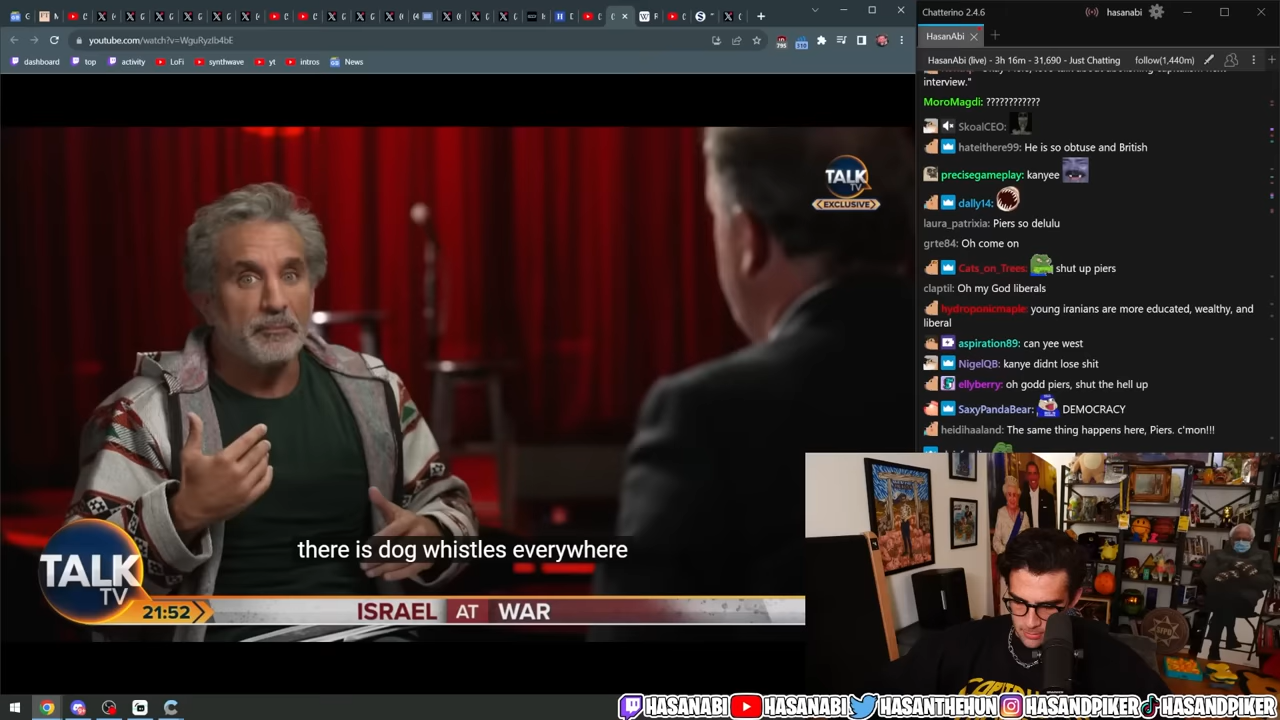 Chatterino 2.4.6
hasanabi
youtube.com/watch?v=WguRyzIb4bE
HasanAbi
dashboard
top
activity
LoFi
synthwave
yt
intros
News
HasanAbi (live) - 3h 16m - 31,690 - Just Chatting
follow(1,440m)
interview."
MoroMagdi: ????????????
SkoalCEO:
hateithere99: He is so obtuse and British
precisegameplay: kanyee
dally14:
laura_patrixia: Piers so delulu
grte84: Oh come on
Cats_on_Trees: shut up piers
claptil: Oh my God liberals
hydroponicmaple: young iranians are more educated, wealthy, and
liberal
aspiration89: can yee west
NigelQB: kanye didnt lose shit
ellyberry: oh godd piers, shut the hell up
SaxyPandaBear: DEMOCRACY
heidihaaland: The same thing happens here, Piers. c'mon!!!
TALK
TV
EXCLUSIVE
there is dog whistles everywhere
TALK
TV
21:52
ISRAEL AT WAR
HASANABI
HASANABI
HASANTHEHUN
HASANDPIKER
HASANDPIKER